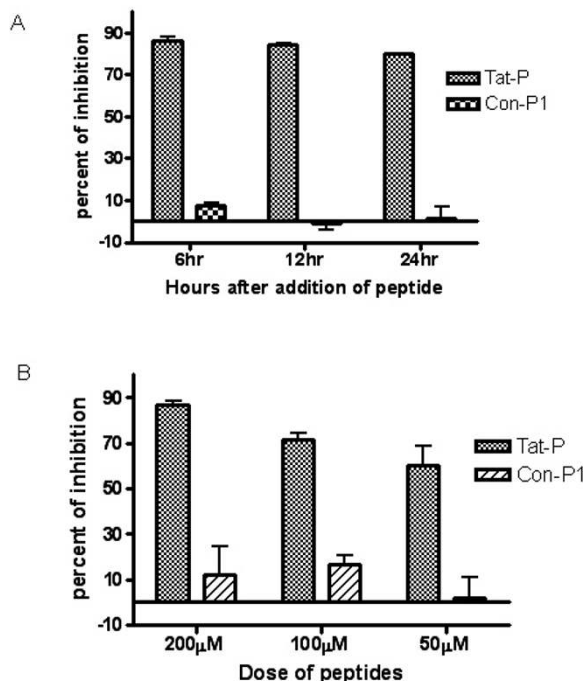 A
percent of inhibition
90
70
50
30
10
-10
Tat-P
Con-P1
6hr 12hr 24hr
Hours after addition of peptide
B
percent of inhibition
90
70
50
30
10
-10
Tat-P
Con-P1
200µM 100µM 50µM
Dose of peptides